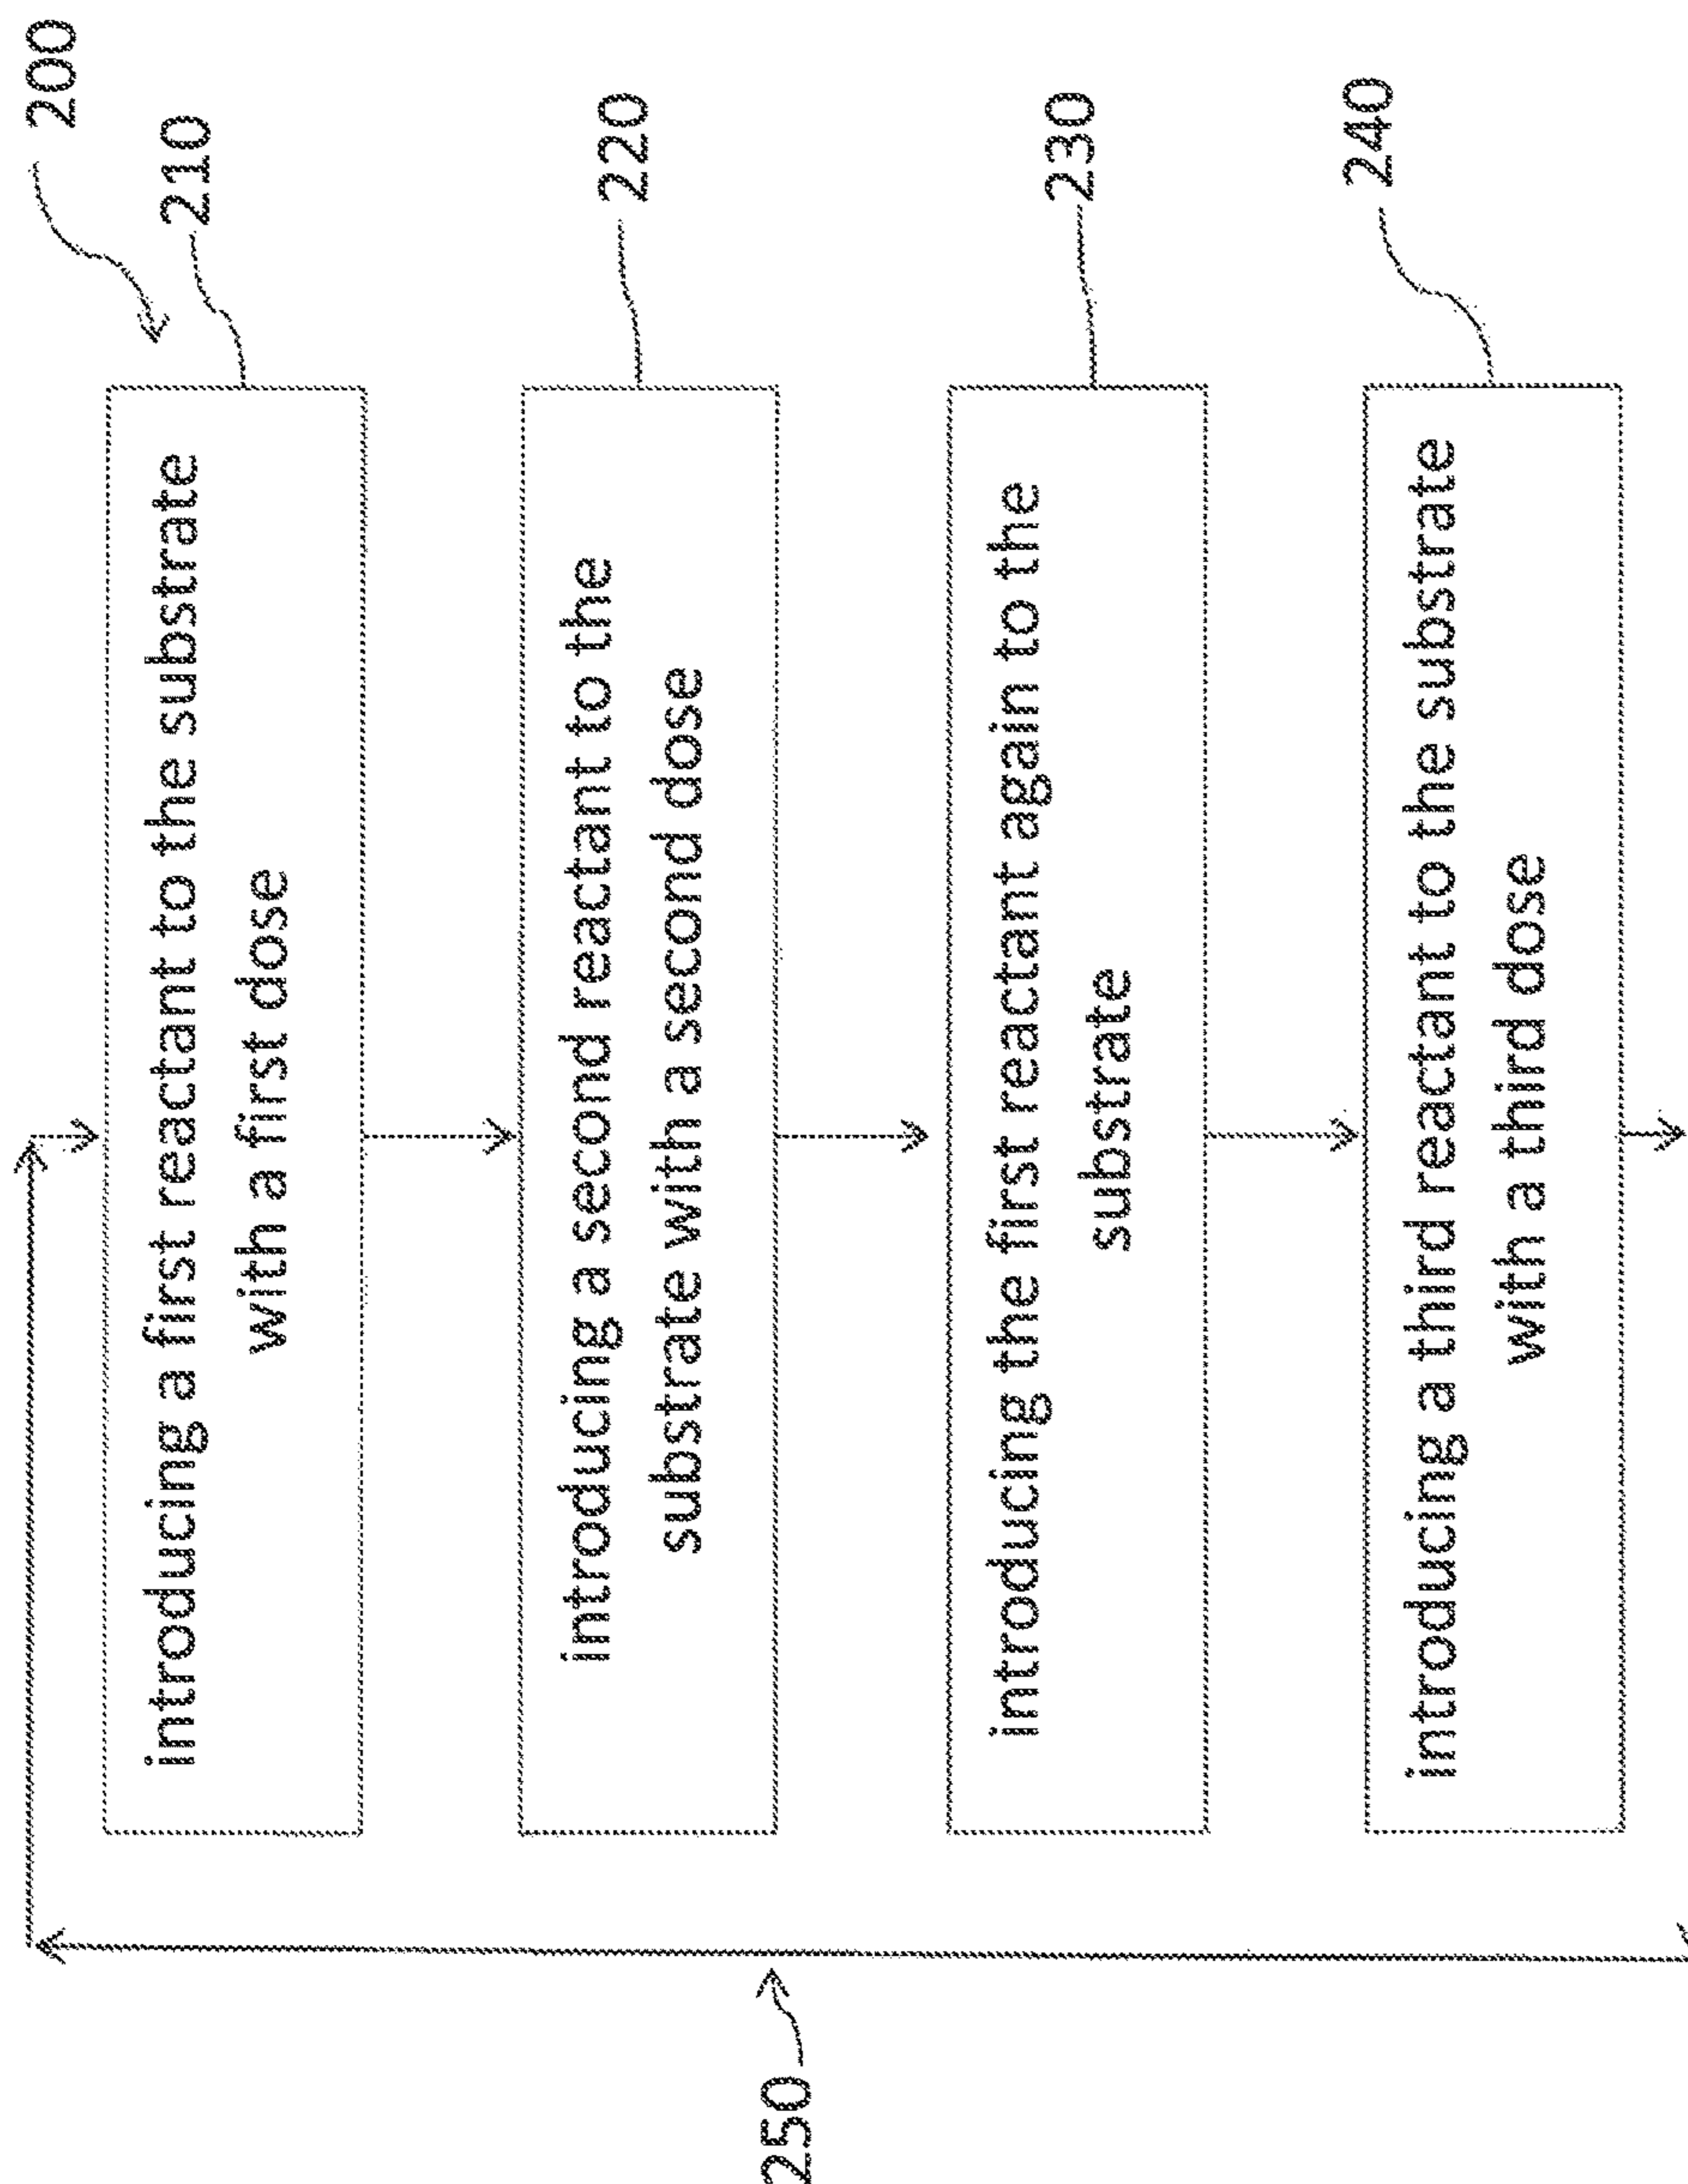 200
210
introducing a first reactant to the substrate
with a first dose
220
introducing a second reactant to the
substrate with a second dose
230
introducing the first reactant again to the
substrate
240
introducing a third reactant to the substrate
with a third dose
250